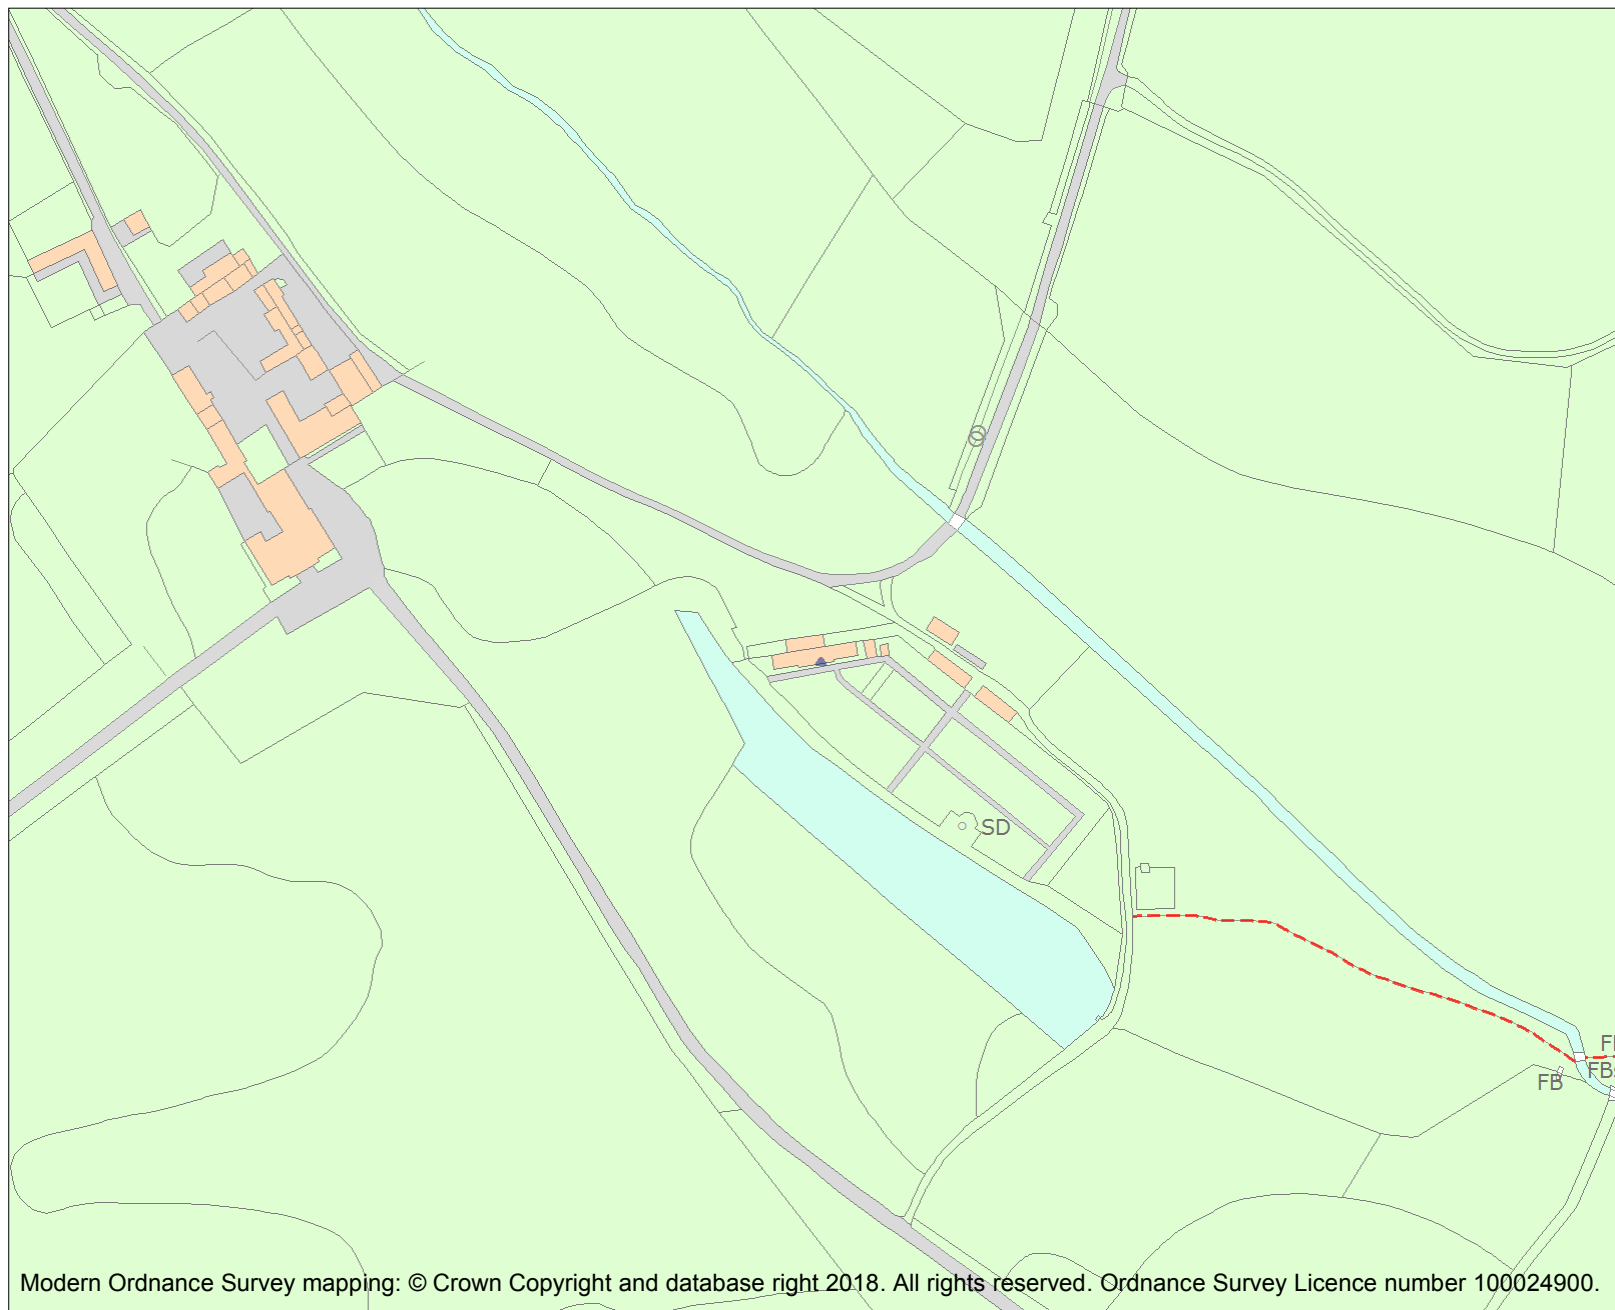 SD
FB
Modern Ordnance Survey mapping: © Crown Copyright and database right 2018. All rights reserved. Ordnance Survey Licence number 100024900.